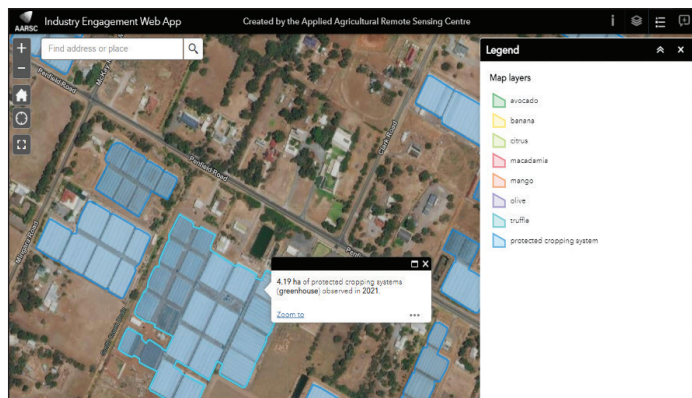 AARSC
Industry Engagement Web App
Created by the Applied Agricultural Remote Sensing Centre
Find address or place
Legend
Map layers
avocado
banana
citrus
macadamia
mango
olive
truffle
protected cropping system
Penfield Road
Clark Road
Penfield Road
4.19 ha of protected cropping systems
(greenhouse) observed in 2021.
Zoom to